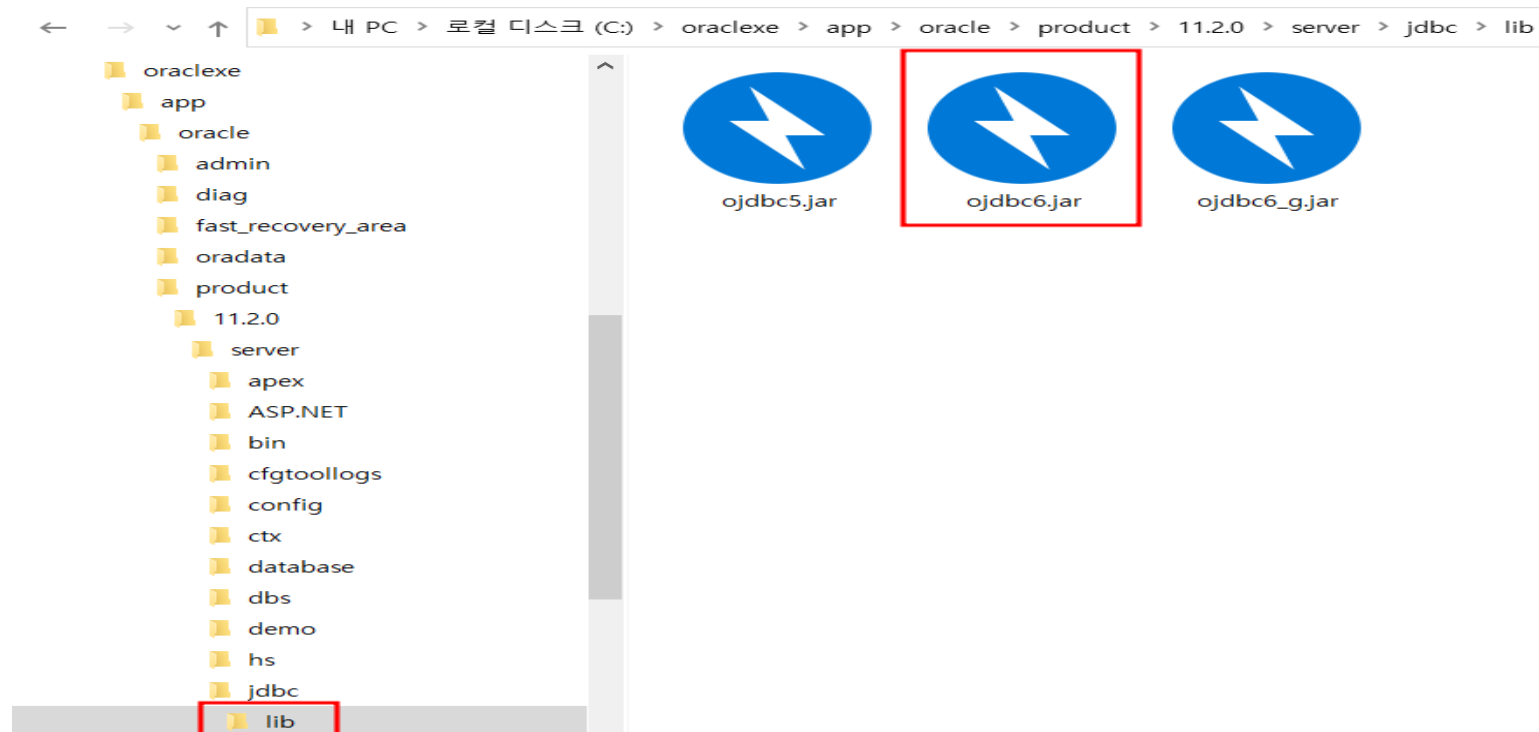 > 내 PC > 로컬 디스크 (C:) > oraclexe > app > oracle > product > 11.2.0 > server > jdbc > lib
oraclexe
app
oracle
admin
diag
fast_recovery_area
oradata
product
11.2.0
server
apex
ASP.NET
bin
cfgtoollogs
config
ctx
database
dbs
demo
hs
jdbc
lib
ojdbc5.jar
ojdbc6.jar
ojdbc6_g.jar